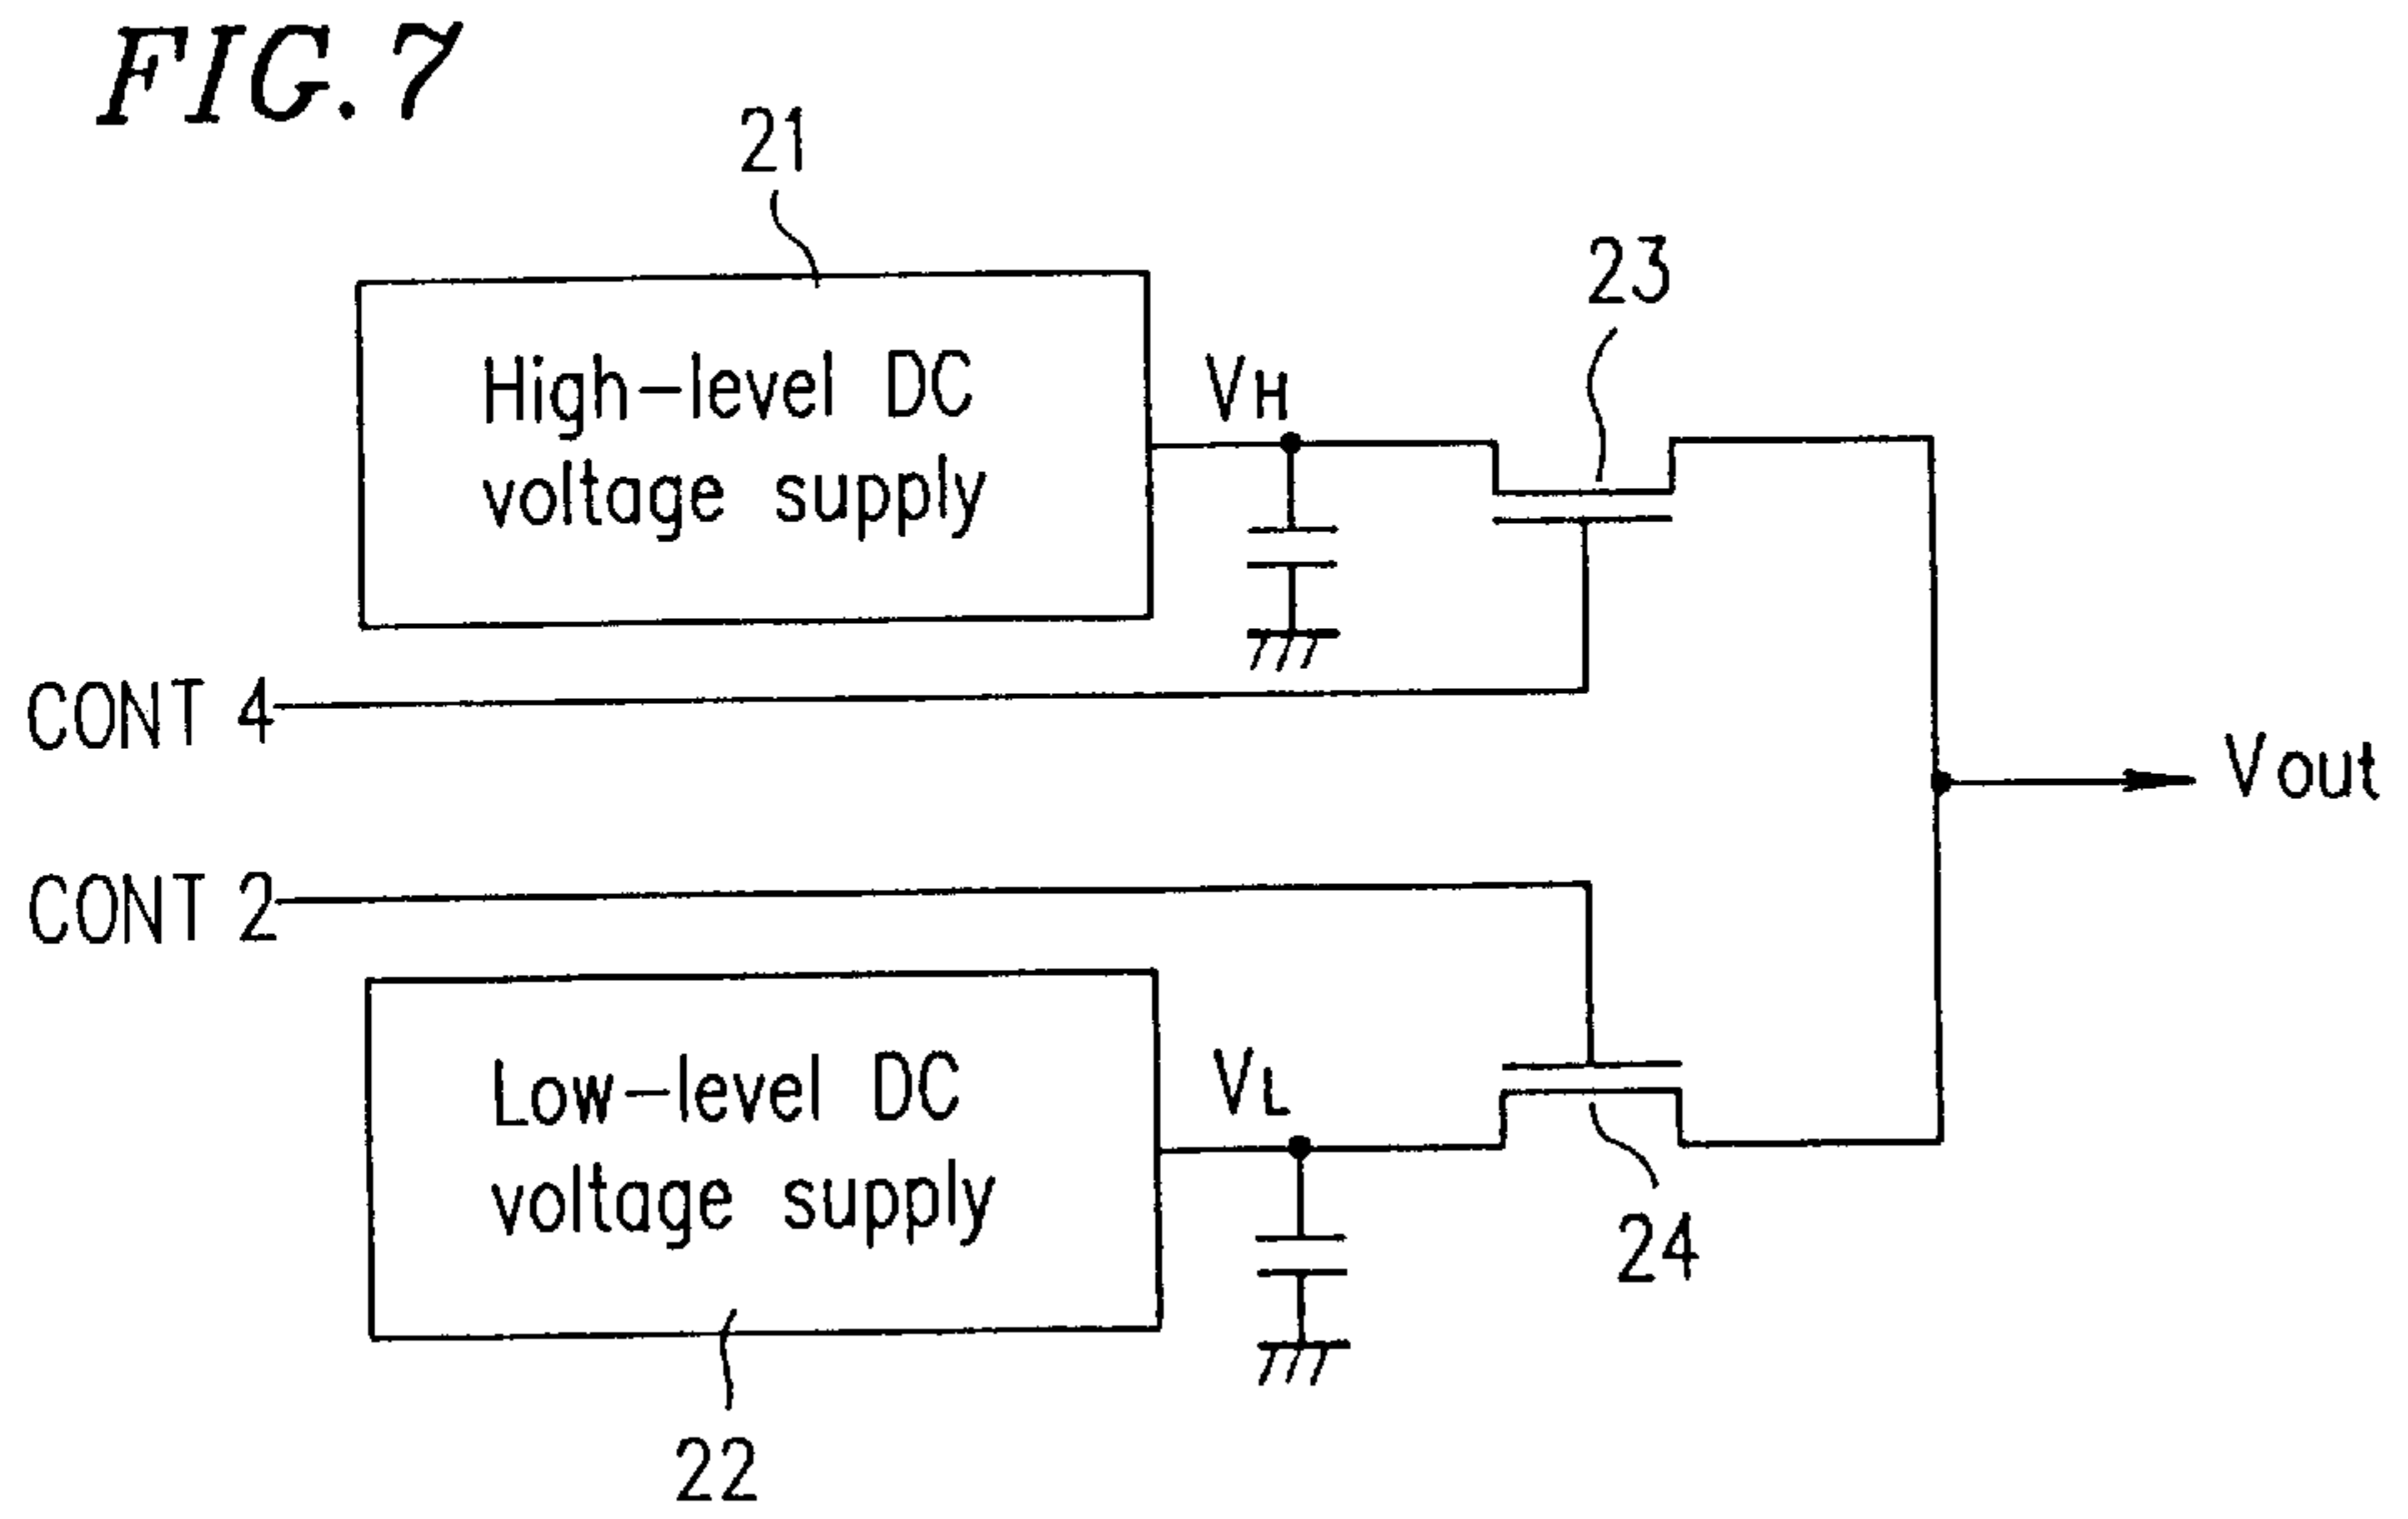 FIG.7
21
23
High-level DC
voltage supply
VH
CONT 4
Vout
CONT 2
Low-level DC
voltage supply
VL
24
22